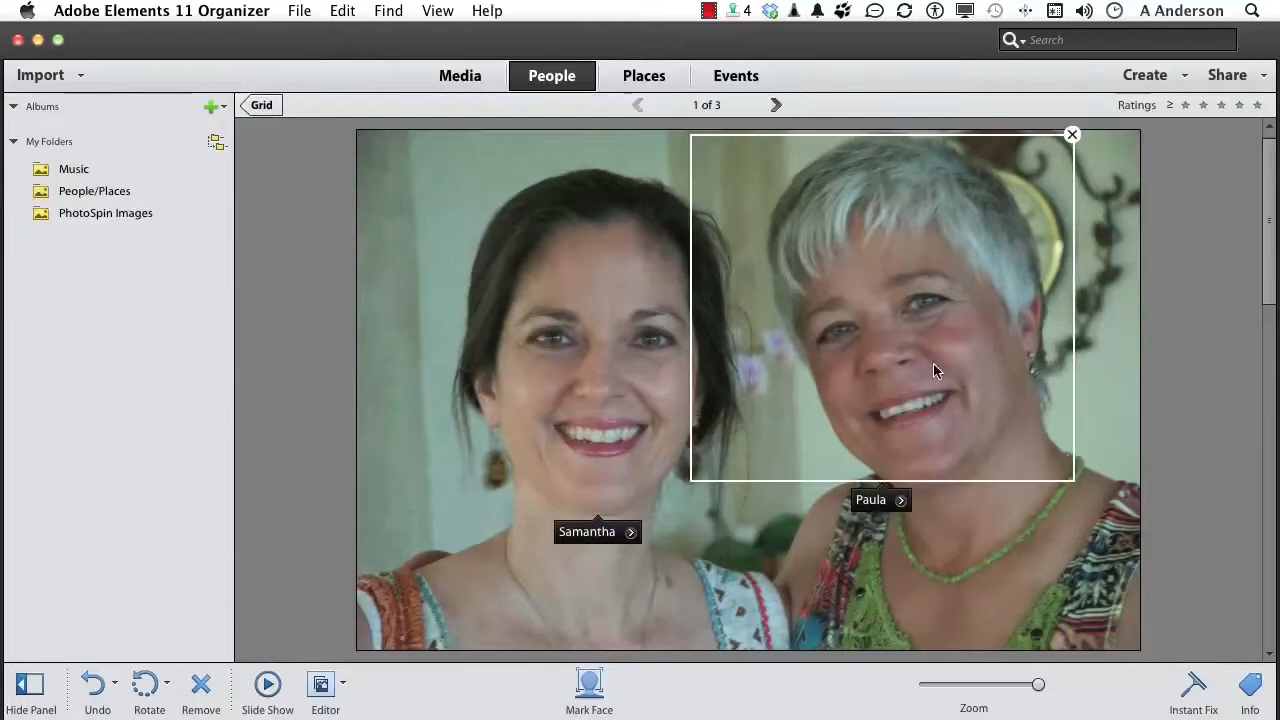 Adobe Elements 11 Organizer File Edit Find View Help 4 A Anderson
Search
Import Media People Places Events Create Share
Albums Grid 1 of 3 Ratings ≥
My Folders
Music
People/Places
PhotoSpin Images
Paula
Samantha
Hide Panel Undo Rotate Remove Slide Show Editor Mark Face Zoom Instant Fix Info